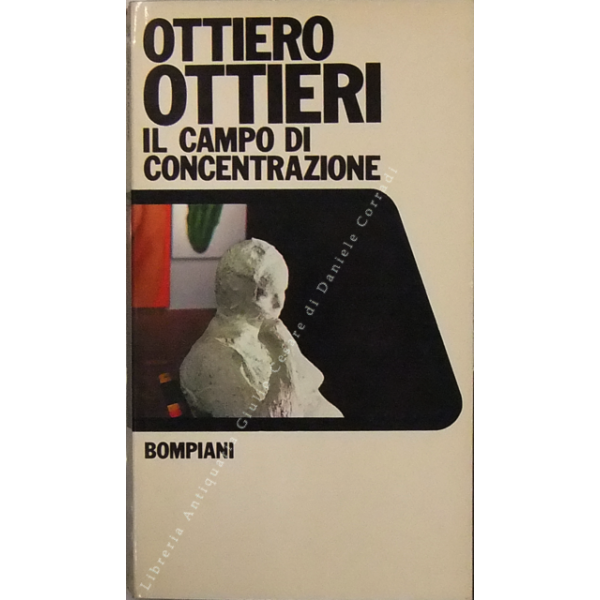 OTTIERO
OTTIERI
IL CAMPO DI
CONCENTRAZIONE
BOMPIANI
Libreria Antiquaria Giulio Cesare di Daniele Corradi